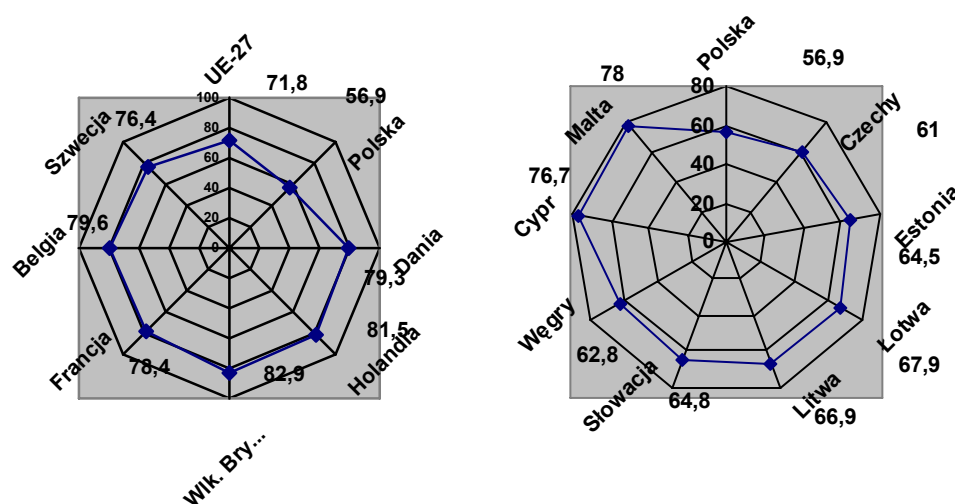 UE-27
71,8
56,9
Polska
Dania
79,3
81,5
Holandia
82,9
Wlk. Bry...
78,4
Francja
79,6
Belgia
76,4
Szwecja
100
80
60
40
20
0
Polska
56,9
Czechy
61
Estonia
64,5
Łotwa
67,9
Litwa
66,9
Słowacja
64,8
Węgry
62,8
Cypr
76,7
Malta
78
80
60
40
20
0